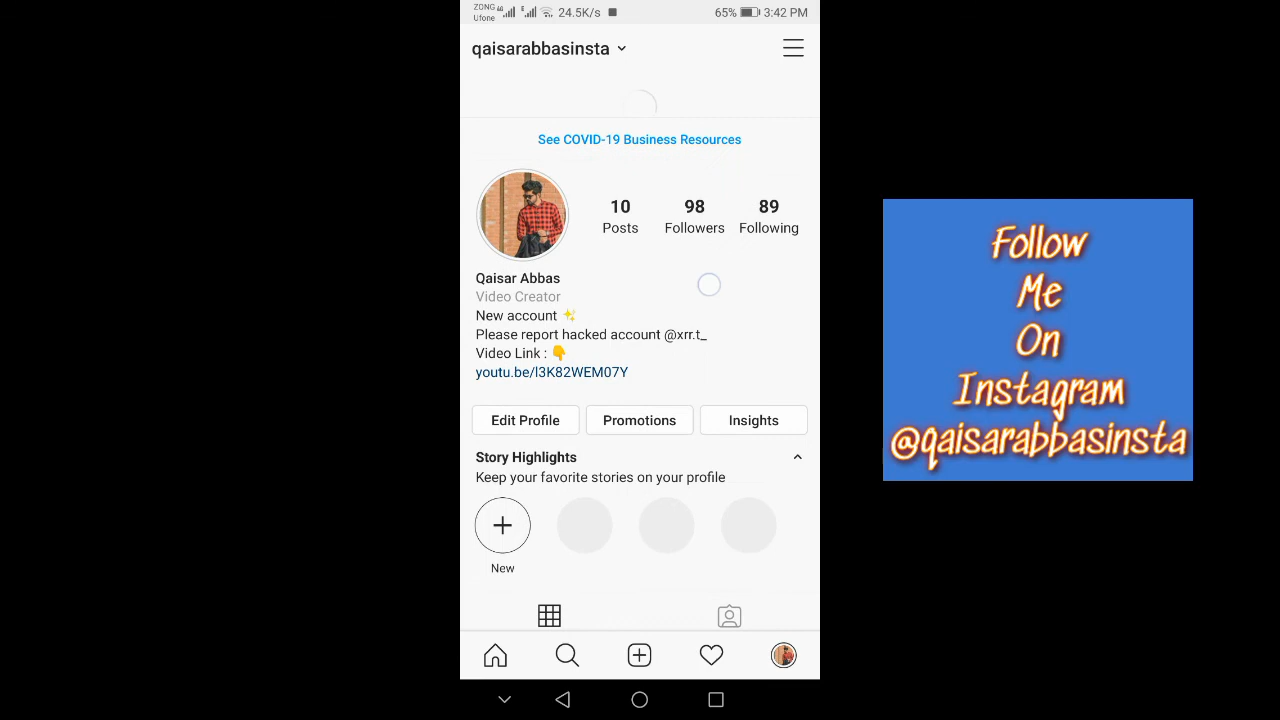 ZONG 4G
Ufone
E
24.5K/s
65%
3:42 PM
qaisarabbasinsta
See COVID-19 Business Resources
10
Posts
98
Followers
89
Following
Qaisar Abbas
Video Creator
New account ✨
Please report hacked account @xrr.t_
Video Link : 👇
youtu.be/l3K82WEM07Y
Edit Profile
Promotions
Insights
Story Highlights
Keep your favorite stories on your profile
New
Follow
Me
On
Instagram
@qaisarabbasinsta